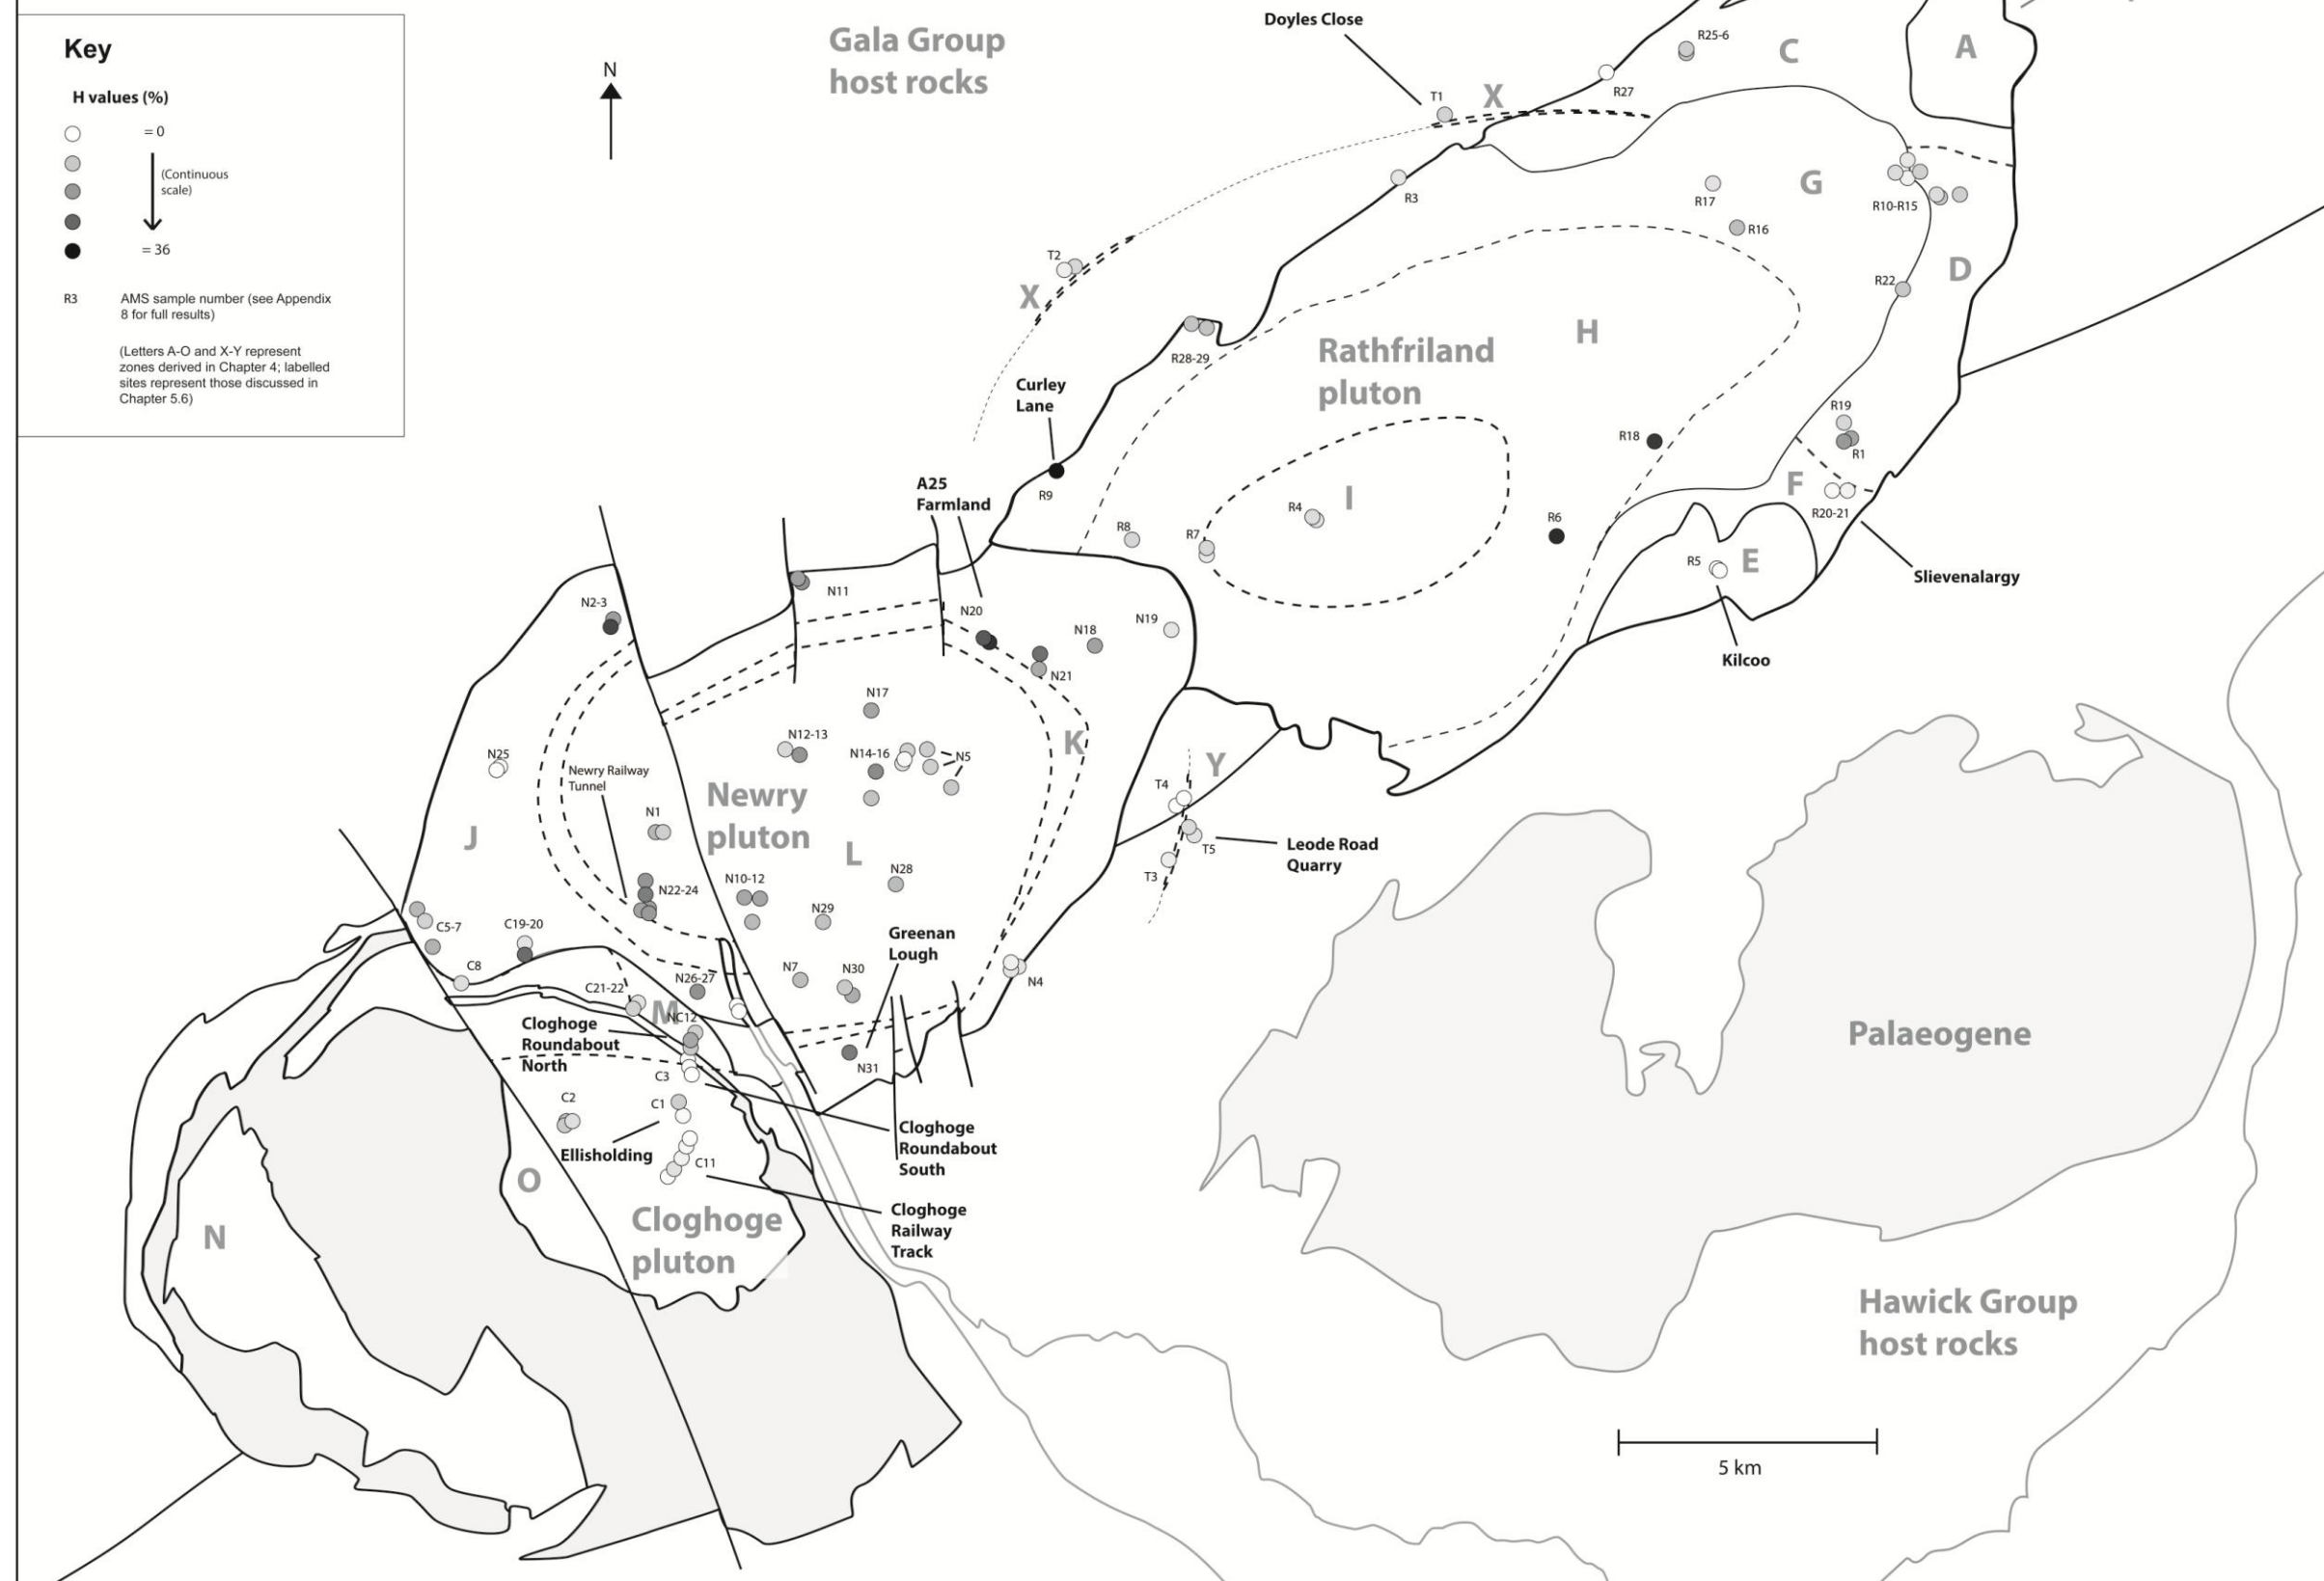 Key
H values (%)
= 0
(Continuous
scale)
= 36
R3
AMS sample number (see Appendix
8 for full results)
(Letters A-O and X-Y represent
zones derived in Chapter 4; labelled
sites represent those discussed in
Chapter 5.6)
N
Gala Group
host rocks
Doyles Close
T1
X
R25-6
C
A
R27
R3
R17
G
R10-R15
R16
T2
X
R22
D
H
Rathfriland
pluton
R28-29
Curley
Lane
R9
R19
R18
R1
A25
Farmland
F
I
R4
R20-21
R8
R7
R6
R5
E
Slievenalargy
Kilcoo
N2-3
N11
N20
N18
N19
N21
N17
N12-13
N14-16
N5
K
N25
Newry Railway
Tunnel
Newry
pluton
Y
T4
N1
J
L
T5
Leode Road
Quarry
T3
N10-12
N28
N22-24
N29
C5-7
C19-20
Greenan
Lough
C8
N7
N30
N4
C21-22
N26-27
M
NC12
Cloghoge
Roundabout
North
N31
C3
C2
C1
Ellisholding
C11
Cloghoge
Roundabout
South
O
N
Cloghoge
pluton
Cloghoge
Railway
Track
Palaeogene
Hawick Group
host rocks
5 km